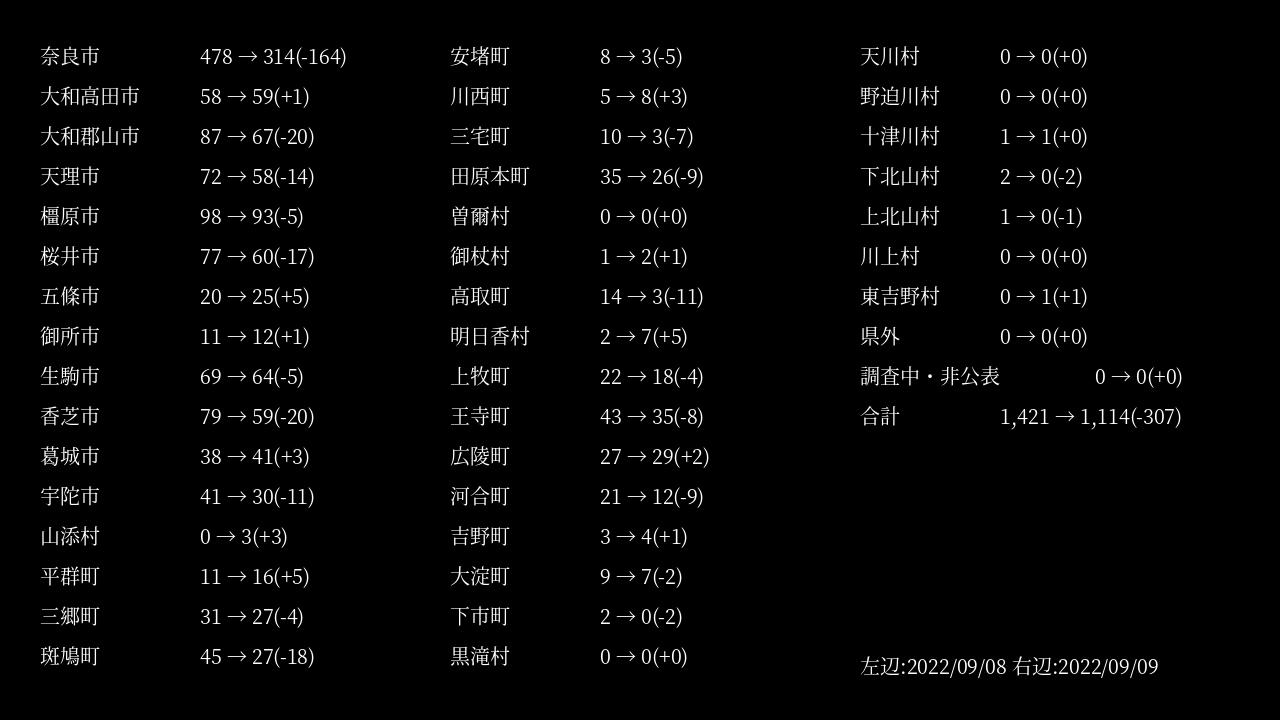 奈良市 478 → 314(-164)
大和高田市 58 → 59(+1)
大和郡山市 87 → 67(-20)
天理市 72 → 58(-14)
橿原市 98 → 93(-5)
桜井市 77 → 60(-17)
五條市 20 → 25(+5)
御所市 11 → 12(+1)
生駒市 69 → 64(-5)
香芝市 79 → 59(-20)
葛城市 38 → 41(+3)
宇陀市 41 → 30(-11)
山添村 0 → 3(+3)
平群町 11 → 16(+5)
三郷町 31 → 27(-4)
斑鳩町 45 → 27(-18)
安堵町 8 → 3(-5)
川西町 5 → 8(+3)
三宅町 10 → 3(-7)
田原本町 35 → 26(-9)
曽爾村 0 → 0(+0)
御杖村 1 → 2(+1)
高取町 14 → 3(-11)
明日香村 2 → 7(+5)
上牧町 22 → 18(-4)
王寺町 43 → 35(-8)
広陵町 27 → 29(+2)
河合町 21 → 12(-9)
吉野町 3 → 4(+1)
大淀町 9 → 7(-2)
下市町 2 → 0(-2)
黒滝村 0 → 0(+0)
天川村 0 → 0(+0)
野迫川村 0 → 0(+0)
十津川村 1 → 1(+0)
下北山村 2 → 0(-2)
上北山村 1 → 0(-1)
川上村 0 → 0(+0)
東吉野村 0 → 1(+1)
県外 0 → 0(+0)
調査中・非公表 0 → 0(+0)
合計 1,421 → 1,114(-307)
左辺:2022/09/08 右辺:2022/09/09